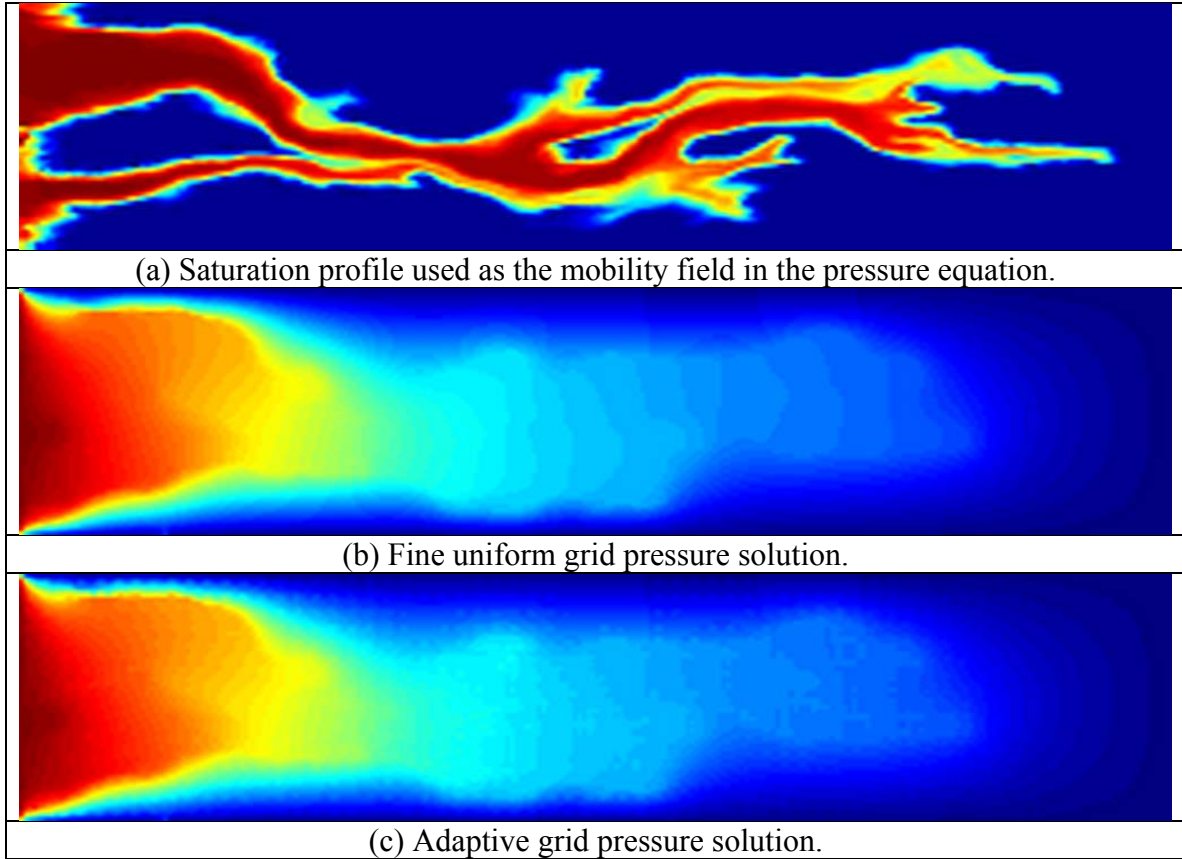 (a) Saturation profile used as the mobility field in the pressure equation.
(b) Fine uniform grid pressure solution.
(c) Adaptive grid pressure solution.